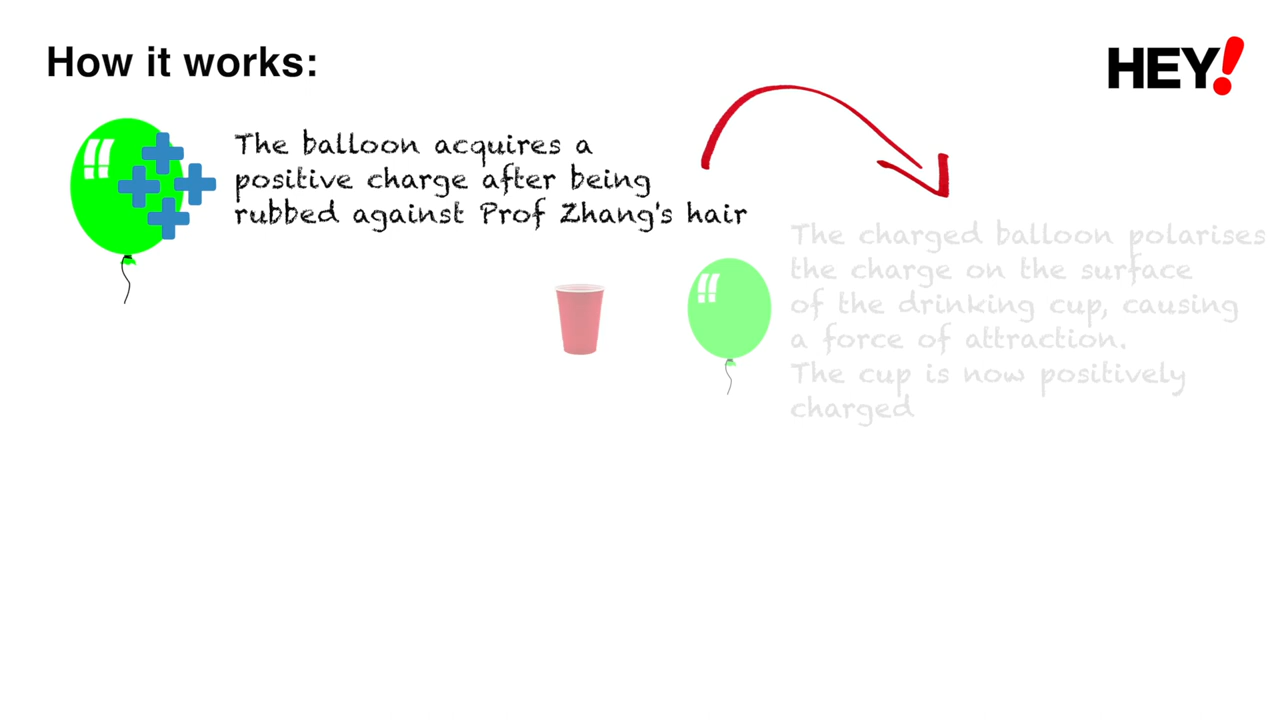 How it works:
HEY!
The balloon acquires a
positive charge after being
rubbed against Prof Zhang's hair
The charged balloon polarises
the charge on the surface
of the drinking cup, causing
a force of attraction.
The cup is now positively
charged